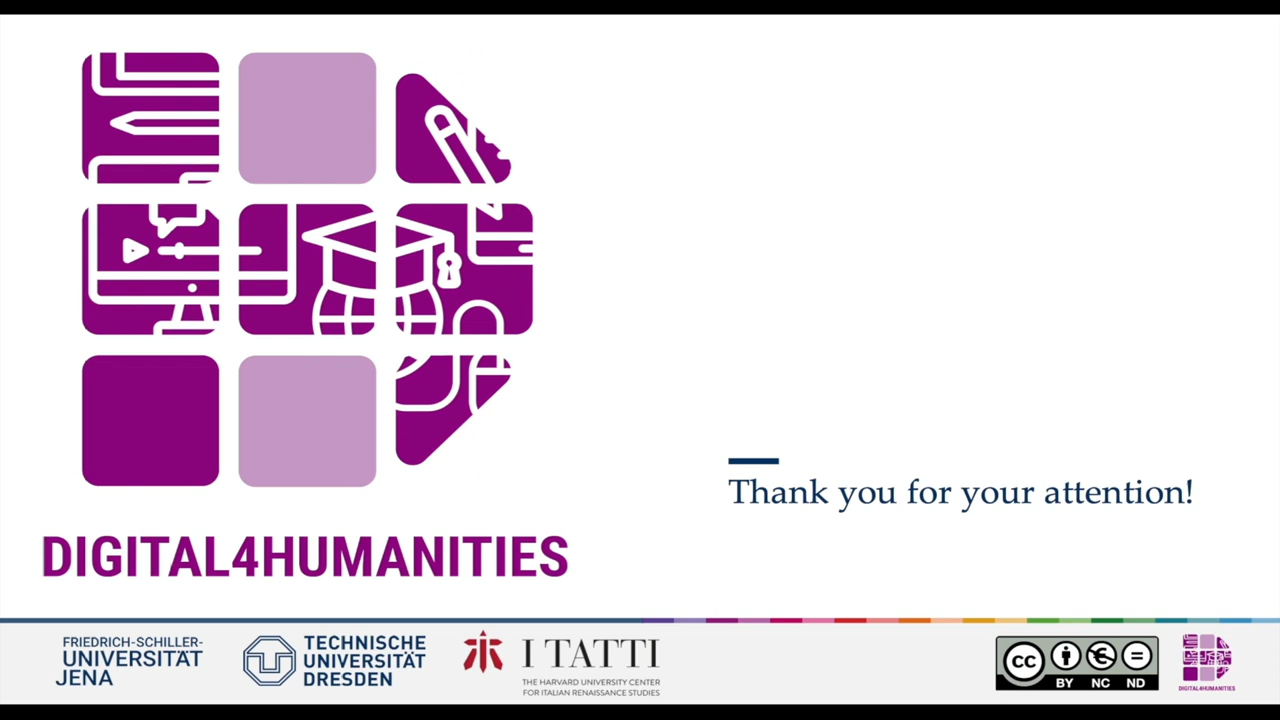 DIGITAL4HUMANITIES
Thank you for your attention!
FRIEDRICH-SCHILLER-
UNIVERSITÄT
JENA
TU
TECHNISCHE
UNIVERSITÄT
DRESDEN
I TATTI
THE HARVARD UNIVERSITY CENTER
FOR ITALIAN RENAISSANCE STUDIES
cc
BY NC ND
DIGITAL4HUMANITIES